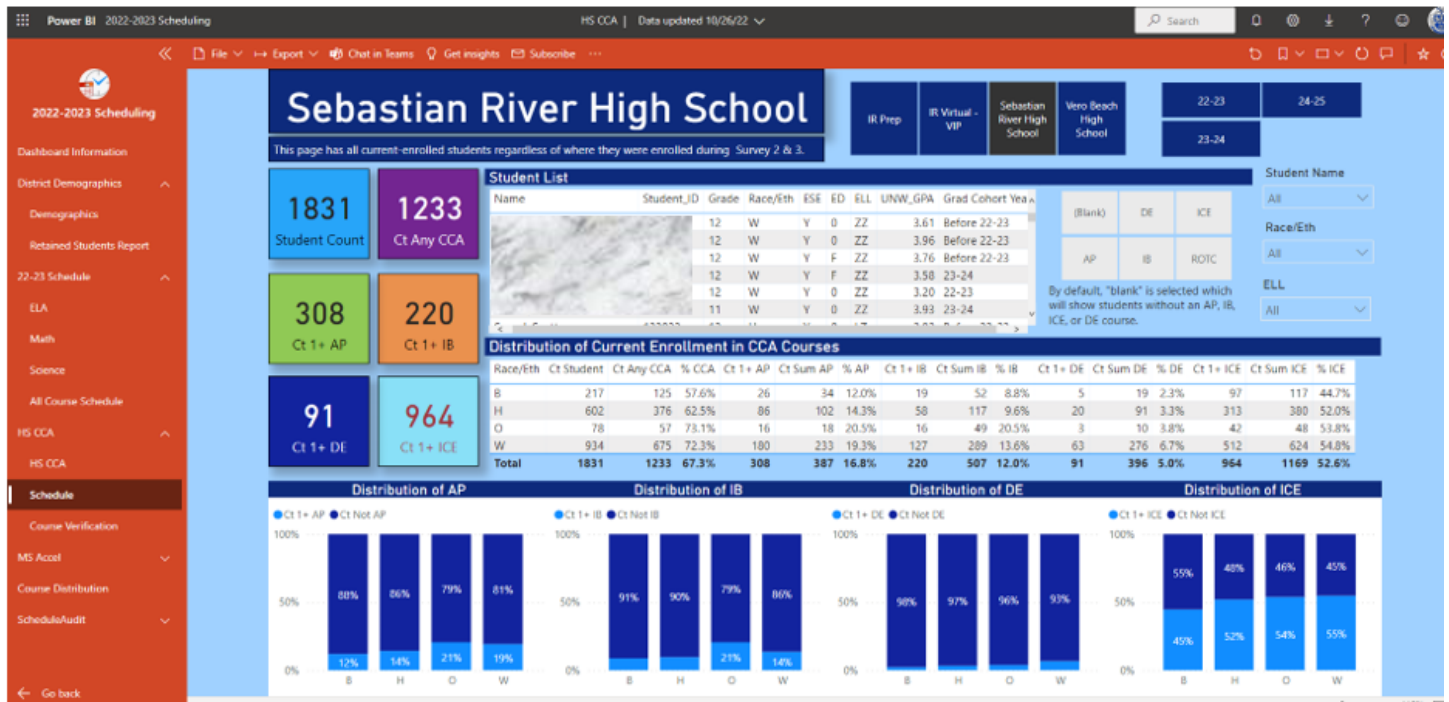 Power BI 2022-2023 Scheduling
HS CCA | Data updated 10/26/22
Search
File Export Chat in Teams Get insights Subscribe ...
2022-2023 Scheduling
Dashboard Information
District Demographics
Demographics
Retained Students Report
22-23 Schedule
ELA
Math
Science
All Course Schedule
HS CCA
HS CCA
Schedule
Course Verification
MS Accel
Course Distribution
ScheduleAudit
Go back
Sebastian River High School
This page has all current-enrolled students regardless of where they were enrolled during Survey 2 & 3.
IR Prep
IR Virtual - VIP
Sebastian River High School
Vero Beach High School
22-23
24-25
23-24
1831
Student Count
1233
Ct Any CCA
308
Ct 1+ AP
220
Ct 1+ IB
91
Ct 1+ DE
964
Ct 1+ ICE
Student List
Name Student_ID Grade Race/Eth ESE ED ELL UNW_GPA Grad Cohort Yea
12 W Y 0 ZZ 3.61 Before 22-23
12 W Y 0 ZZ 3.96 Before 22-23
12 W Y F ZZ 3.76 Before 22-23
12 W Y F ZZ 3.58 23-24
12 W Y 0 ZZ 3.20 22-23
11 W Y 0 ZZ 3.93 23-24
(Blank) DE ICE
AP IB ROTC
By default, "blank" is selected which
will show students without an AP, IB,
ICE, or DE course.
Student Name
All
Race/Eth
All
ELL
All
Distribution of Current Enrollment in CCA Courses
Race/Eth Ct Student Ct Any CCA % CCA Ct 1+ AP Ct Sum AP % AP Ct 1+ IB Ct Sum IB % IB Ct 1+ DE Ct Sum DE % DE Ct 1+ ICE Ct Sum ICE % ICE
B 217 125 57.6% 26 34 12.0% 19 52 8.8% 5 19 2.3% 97 117 44.7%
H 602 376 62.5% 86 102 14.3% 58 117 9.6% 20 91 3.3% 313 380 52.0%
O 78 57 73.1% 16 18 20.5% 16 49 20.5% 3 10 3.8% 42 48 53.8%
W 934 675 72.3% 180 233 19.3% 127 289 13.6% 63 276 6.7% 512 624 54.8%
Total 1831 1233 67.3% 308 387 16.8% 220 507 12.0% 91 396 5.0% 964 1169 52.6%
Distribution of AP
Ct 1+ AP Ct Not AP
100%
50%
0%
88% 86% 79% 81%
12% 14% 21% 19%
B H O W
Distribution of IB
Ct 1+ IB Ct Not IB
100%
50%
0%
91% 90% 79% 86%
21% 14%
B H O W
Distribution of DE
Ct 1+ DE Ct Not DE
100%
50%
0%
98% 97% 96% 93%
B H O W
Distribution of ICE
Ct 1+ ICE Ct Not ICE
100%
50%
0%
55% 48% 46% 45%
45% 52% 54% 55%
B H O W